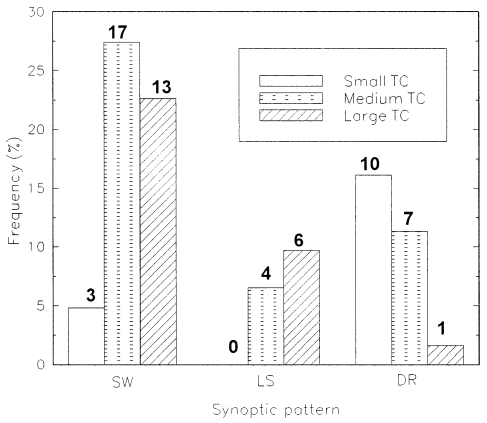 30
25
20
15
10
5
0
Frequency (%)
Small TC
Medium TC
Large TC
3
17
13
0
4
6
10
7
1
SW
LS
DR
Synoptic pattern